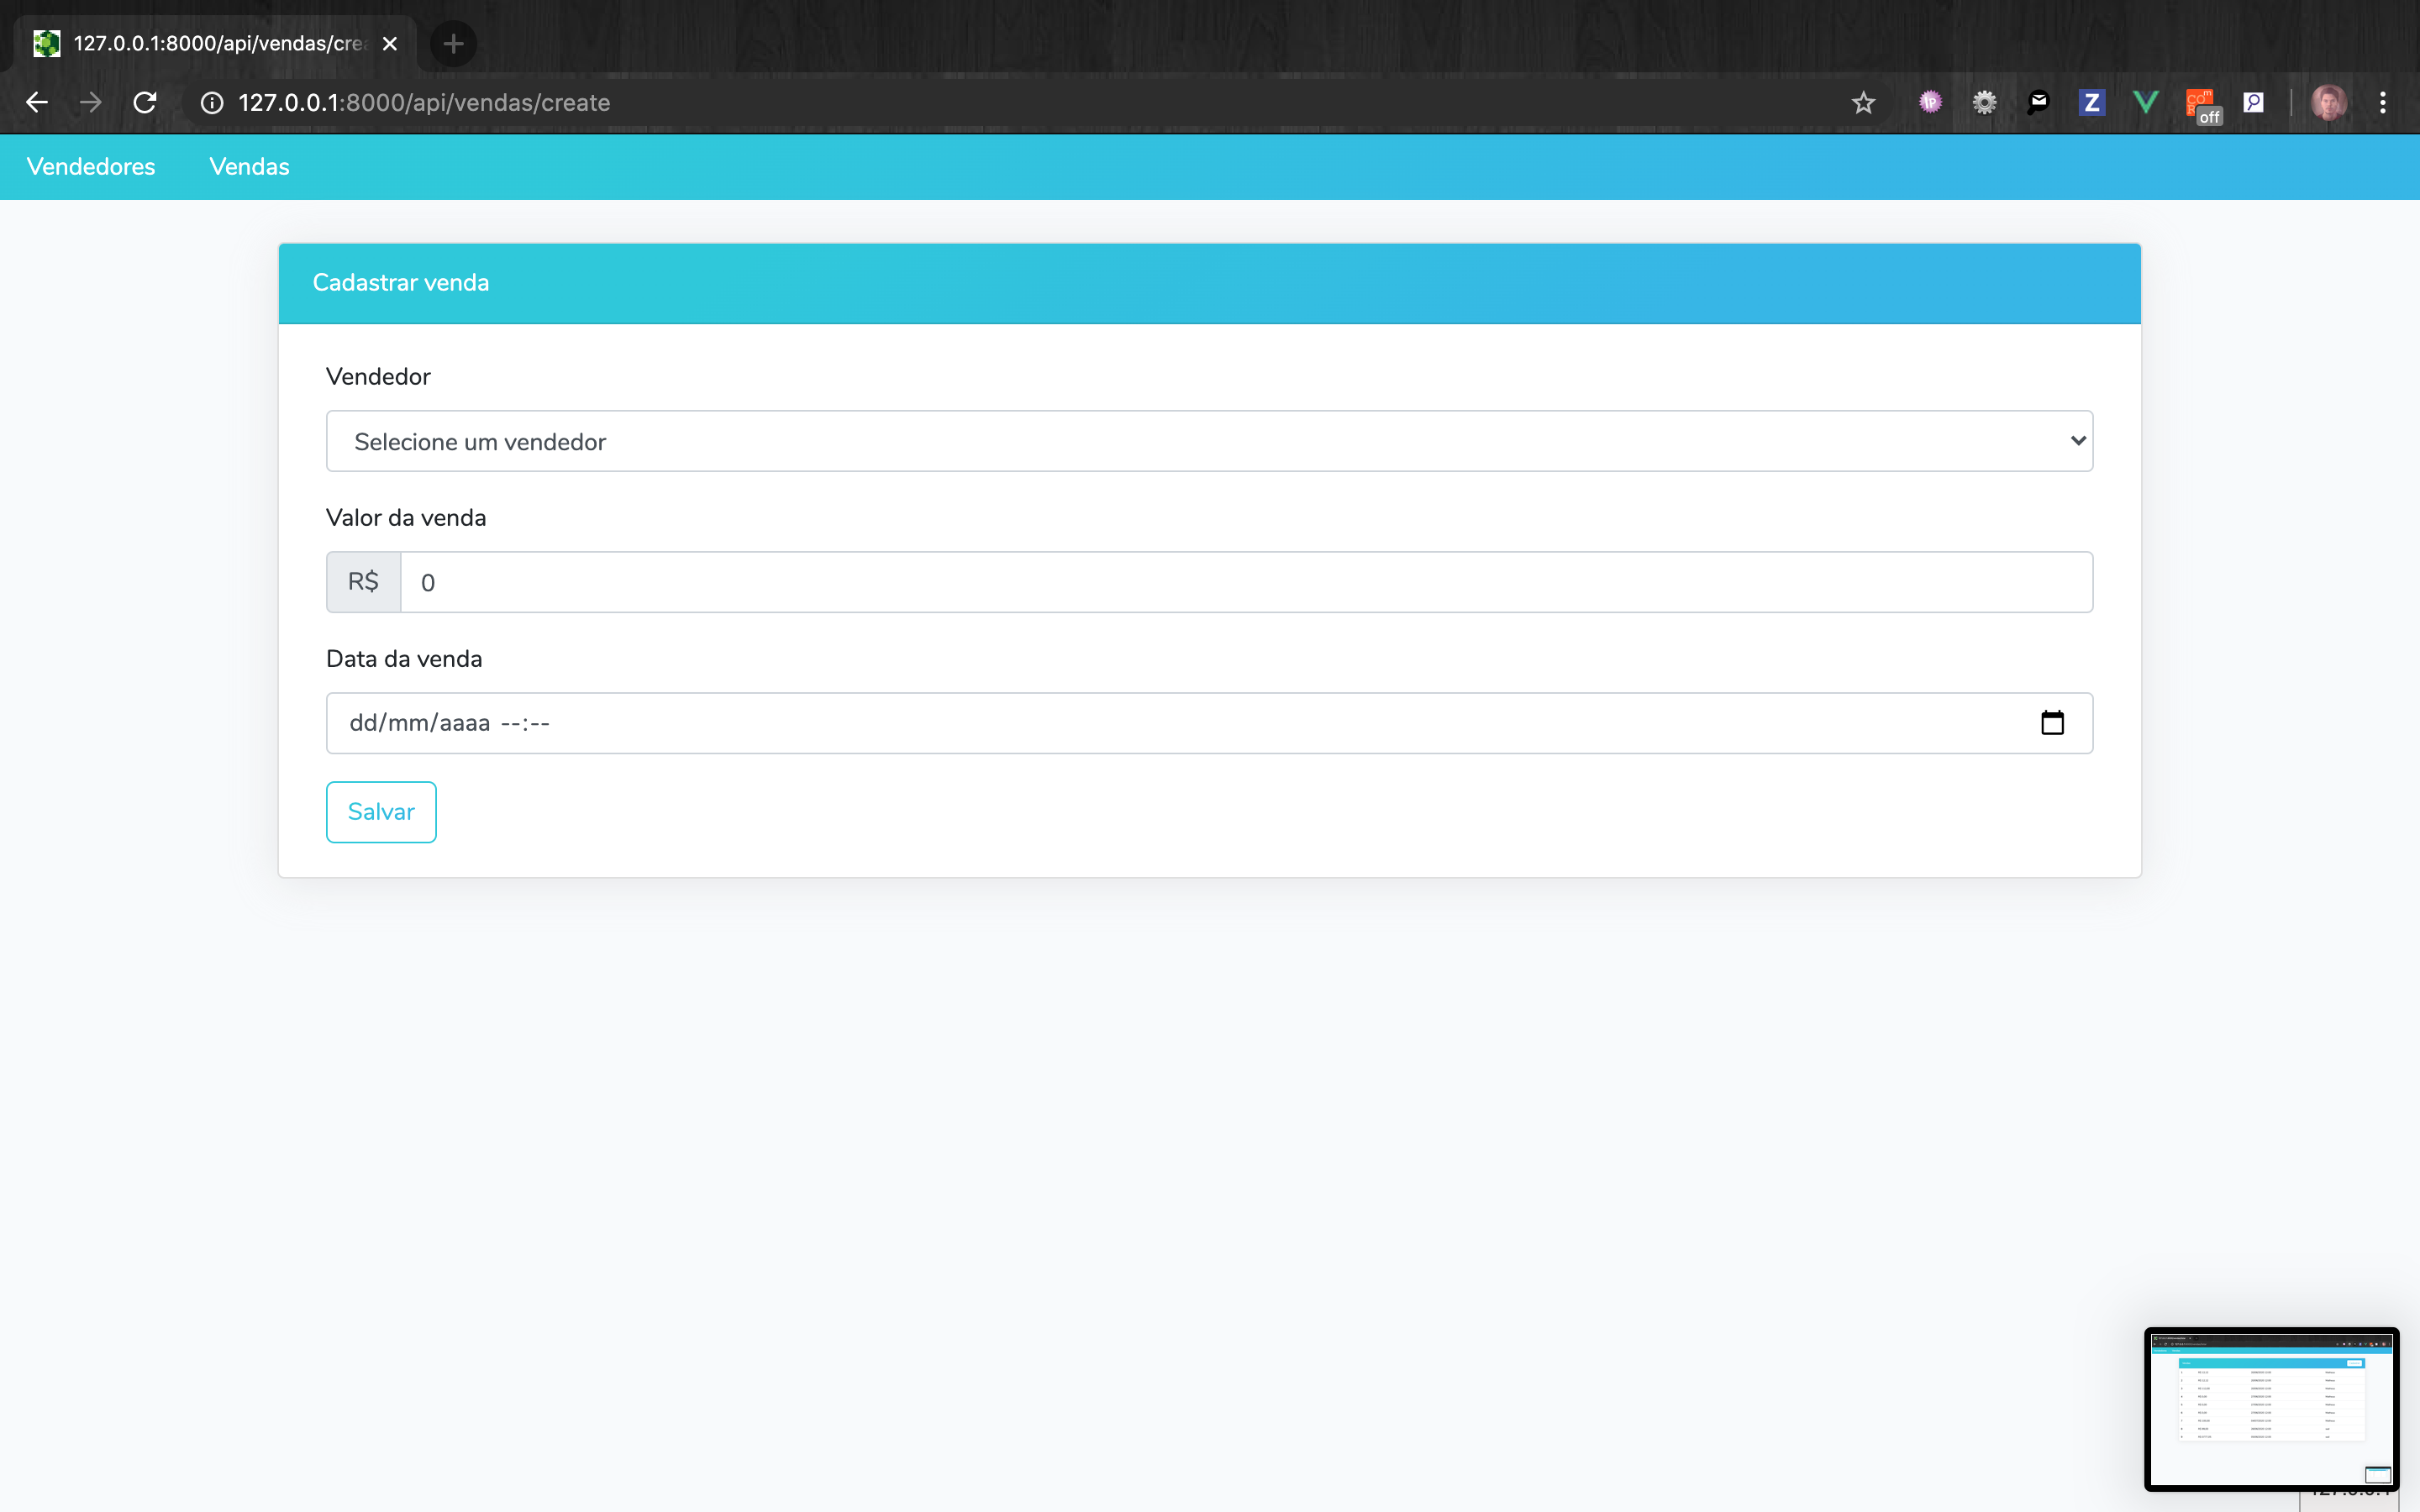 127.0.0.1:8000/api/vendas/crea
127.0.0.1:8000/api/vendas/create
off
Vendedores Vendas
Cadastrar venda
Vendedor
Selecione um vendedor
Valor da venda
R$ 0
Data da venda
dd/mm/aaaa --:--
Salvar